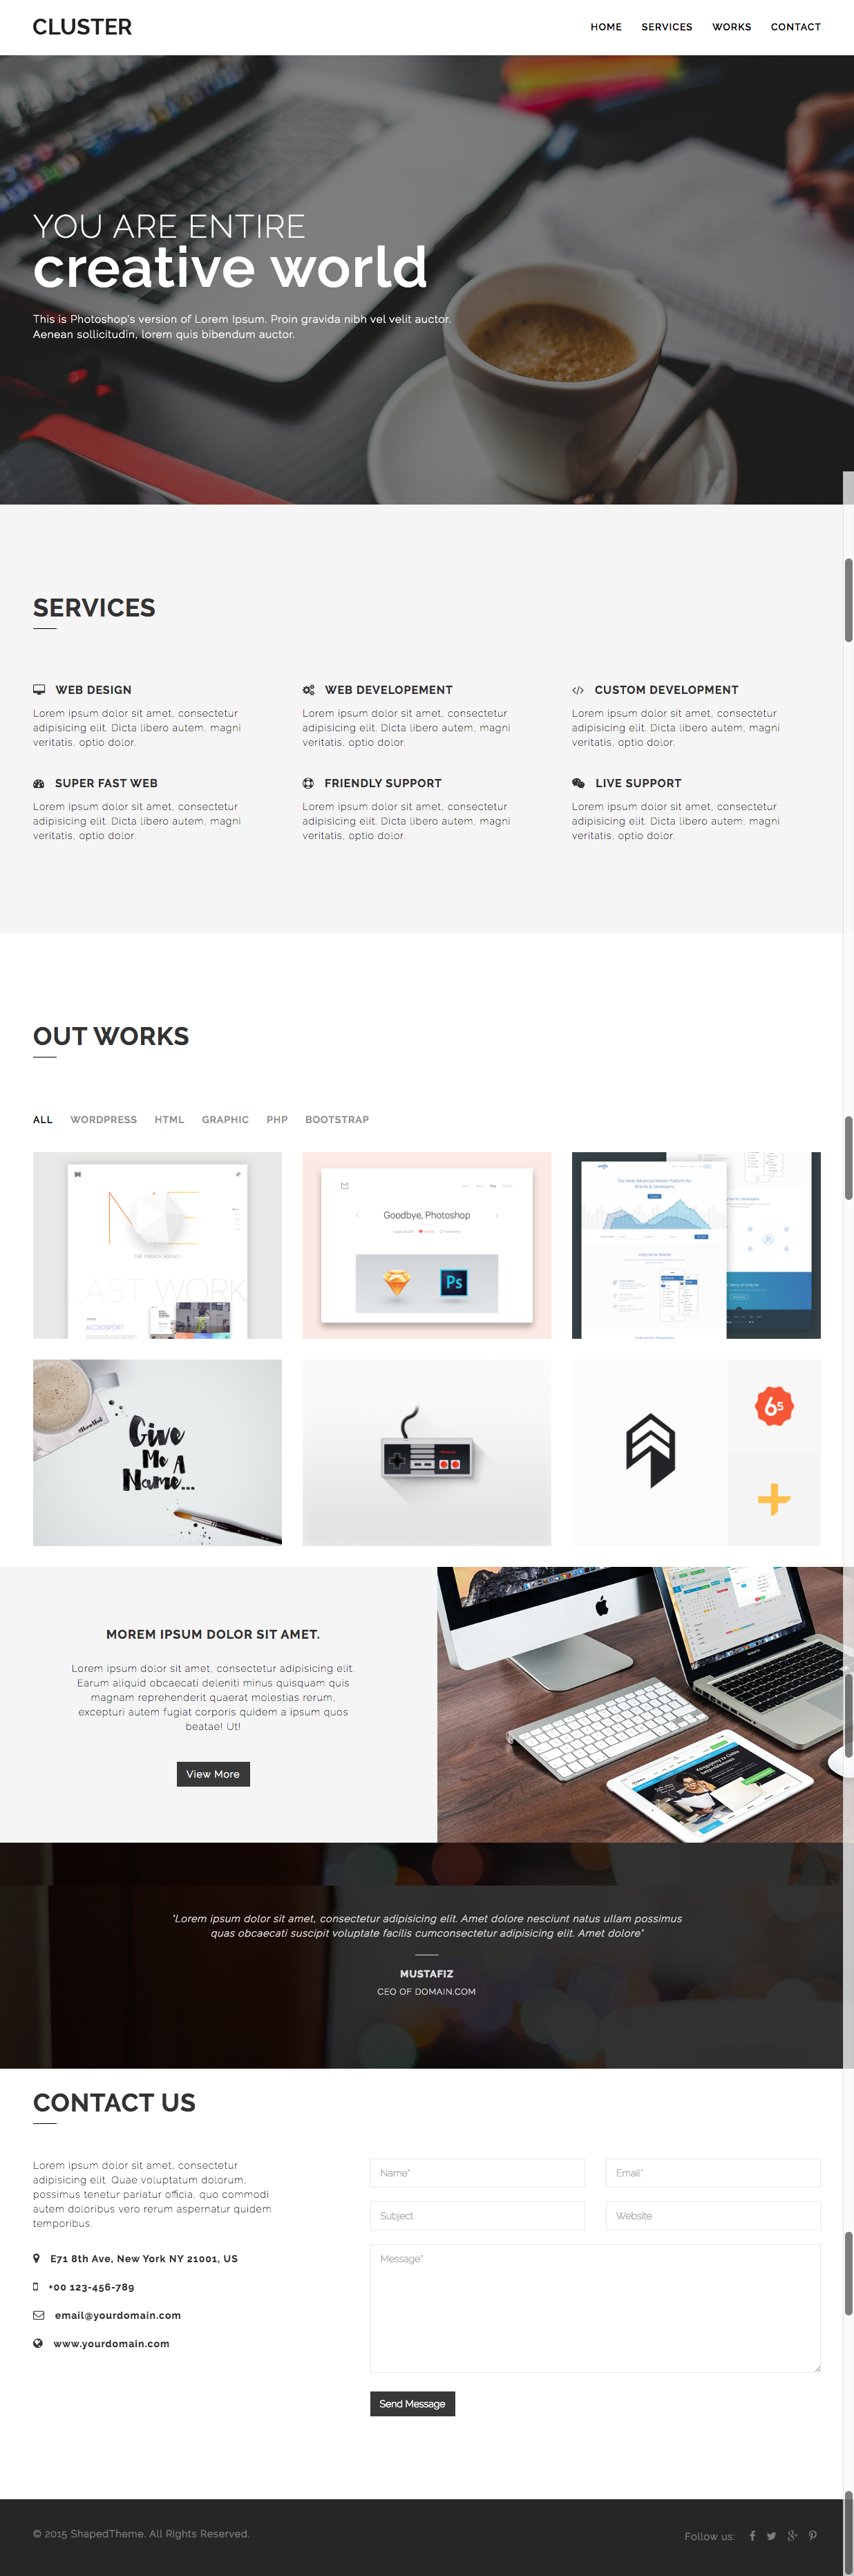 CLUSTER
HOME SERVICES WORKS CONTACT
YOU ARE ENTIRE
creative world
This is Photoshop's version of Lorem Ipsum. Proin gravida nibh vel velit auctor.
Aenean sollicitudin, lorem quis bibendum auctor.
SERVICES
WEB DESIGN
Lorem ipsum dolor sit amet, consectetur
adipisicing elit. Dicta libero autem, magni
veritatis, optio dolor.
WEB DEVELOPEMENT
Lorem ipsum dolor sit amet, consectetur
adipisicing elit. Dicta libero autem, magni
veritatis, optio dolor.
CUSTOM DEVELOPMENT
Lorem ipsum dolor sit amet, consectetur
adipisicing elit. Dicta libero autem, magni
veritatis, optio dolor.
SUPER FAST WEB
Lorem ipsum dolor sit amet, consectetur
adipisicing elit. Dicta libero autem, magni
veritatis, optio dolor.
FRIENDLY SUPPORT
Lorem ipsum dolor sit amet, consectetur
adipisicing elit. Dicta libero autem, magni
veritatis, optio dolor.
LIVE SUPPORT
Lorem ipsum dolor sit amet, consectetur
adipisicing elit. Dicta libero autem, magni
veritatis, optio dolor.
OUT WORKS
ALL WORDPRESS HTML GRAPHIC PHP BOOTSTRAP
THE FRENCH AGENCY
LAST WORK
ACCROSPORT
Goodbye, Photoshop
Ps
The Most Advanced Mobile Platform for
Brands & Developers
Give
Me A
Name...
65
MOREM IPSUM DOLOR SIT AMET.
Lorem ipsum dolor sit amet, consectetur adipisicing elit.
Earum aliquid obcaecati deleniti minus quisquam quis
magnam reprehenderit quaerat molestias rerum,
excepturi autem fugiat corporis quidem a ipsum quos
beatae! Ut!
View More
"Lorem ipsum dolor sit amet, consectetur adipisicing elit. Amet dolore nesciunt natus ullam possimus
quas obcaecati suscipit voluptate facilis cumconsectetur adipisicing elit. Amet dolore"
MUSTAFIZ
CEO OF DOMAIN.COM
CONTACT US
Lorem ipsum dolor sit amet, consectetur
adipisicing elit. Quae voluptatum dolorum,
possimus tenetur pariatur officia, quo commodi
autem doloribus vero rerum aspernatur quidem
temporibus.
E71 8th Ave, New York NY 21001, US
+00 123-456-789
email@yourdomain.com
www.yourdomain.com
Name*
Email*
Subject
Website
Message*
Send Message
© 2015 ShapedTheme. All Rights Reserved.
Follow us: